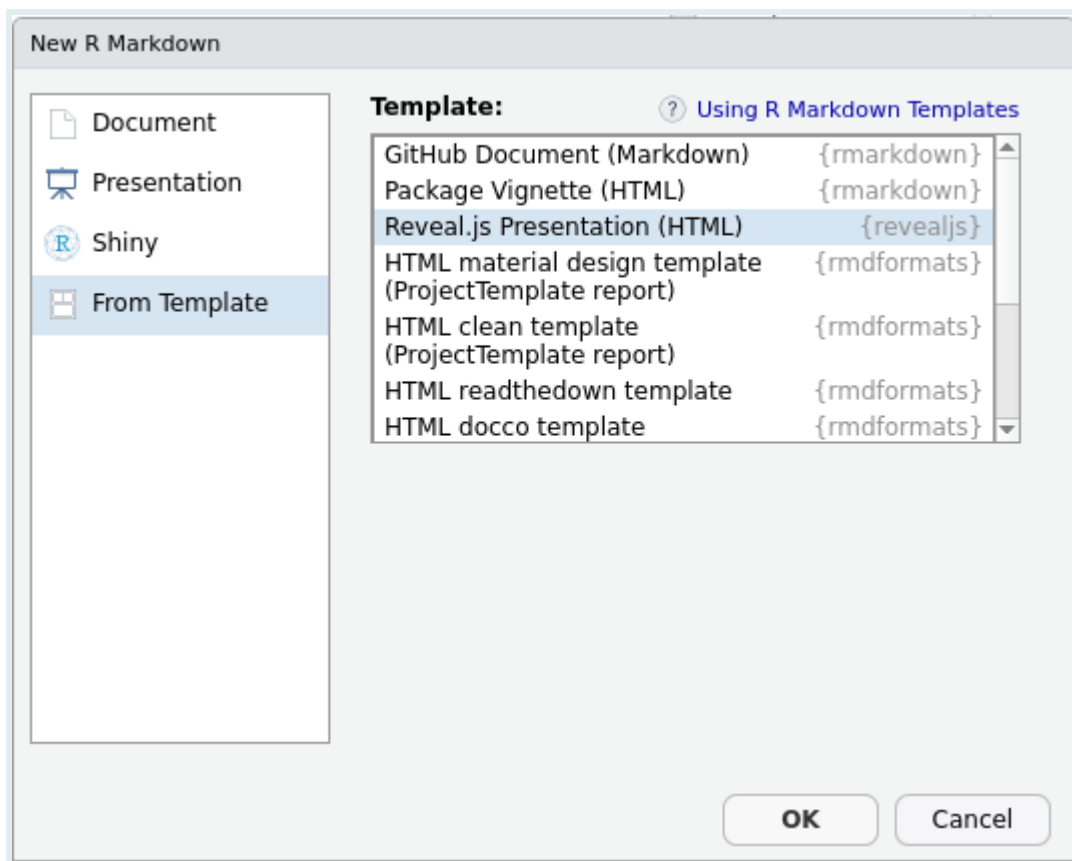 New R Markdown
Document
Presentation
R Shiny
From Template
Template:
? Using R Markdown Templates
GitHub Document (Markdown) {rmarkdown}
Package Vignette (HTML) {rmarkdown}
Reveal.js Presentation (HTML) {revealjs}
HTML material design template {rmdformats}
(ProjectTemplate report)
HTML clean template {rmdformats}
(ProjectTemplate report)
HTML readthedown template {rmdformats}
HTML docco template {rmdformats}
OK Cancel